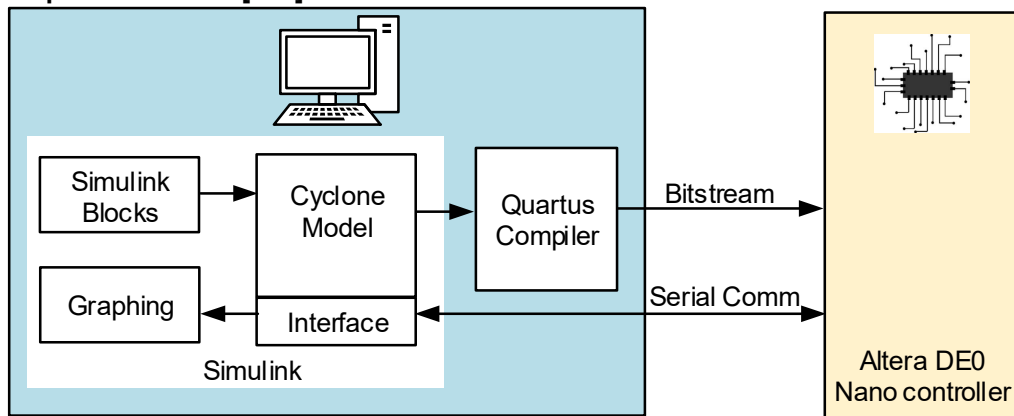 Simulink
Blocks
Cyclone
Model
Quartus
Compiler
Bitstream
Graphing
Interface
Serial Comm
Simulink
Altera DE0
Nano controller